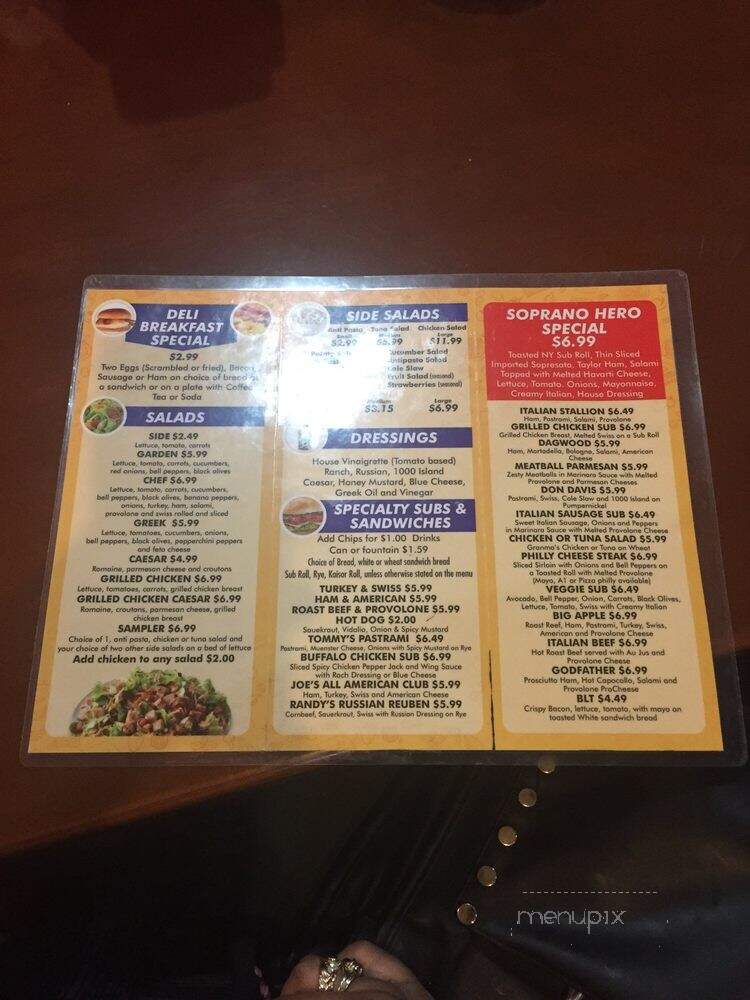 DELI
BREAKFAST
SPECIAL
$2.99
Two Eggs (Scrambled or fried), Bacon
Sausage or Ham on choice of bread as
a sandwich or on a plate with Coffee
Tea or Soda
SALADS
SIDE $2.49
Lettuce, tomato, carrots
GARDEN $5.99
Lettuce, tomato, carrots, cucumbers,
red onions, bell peppers, black olives
CHEF $6.99
Lettuce, tomato, carrots, cucumbers,
bell peppers, black olives, banana peppers,
onions, turkey, ham, salami,
provolone and swiss rolled and sliced
GREEK $5.99
Lettuce, tomatoes, cucumbers, onions,
bell peppers, black olives, pepperchini peppers
and feta cheese
CAESAR $4.99
Romaine, parmesan cheese and croutons
GRILLED CHICKEN $6.99
Lettuce, tomatoes, carrots, grilled chicken breast
GRILLED CHICKEN CAESAR $6.99
Romaine, croutons, parmesan cheese, grilled
chicken breast
SAMPLER $6.99
Choice of 1, anti pasta, chicken or tuna salad and
your choice of two other side salads on a bed of lettuce
Add chicken to any salad $2.00
SIDE SALADS
Anti Pasta Tuna Salad Chicken Salad
Small Medium Large
$2.99 $5.99 $11.99
Cucumber Salad
Antipasto Salad
Cole Slaw
Fruit Salad (seasonal)
Strawberries (seasonal)
Medium Large
$3.15 $6.99
DRESSINGS
House Vinaigrette (Tomato based)
Ranch, Russian, 1000 Island
Caesar, Honey Mustard, Blue Cheese,
Greek Oil and Vinegar
SPECIALTY SUBS &
SANDWICHES
Add Chips for $1.00 Drinks
Can or fountain $1.59
Choice of Bread, white or wheat sandwich bread
Sub Roll, Rye, Kaisor Roll, unless otherwise stated on the menu
TURKEY & SWISS $5.99
HAM & AMERICAN $5.99
ROAST BEEF & PROVOLONE $5.99
HOT DOG $2.00
Sauekraut, Vidalia, Onion & Spicy Mustard
TOMMY'S PASTRAMI $6.49
Pastrami, Muenster Cheese, Onions with Spicy Mustard on Rye
BUFFALO CHICKEN SUB $6.99
Sliced Spicy Chicken Pepper Jack and Wing Sauce
with Rach Dressing or Blue Cheese
JOE'S ALL AMERICAN CLUB $5.99
Ham, Turkey, Swiss and American Cheese
RANDY'S RUSSIAN REUBEN $5.99
Cornbeef, Sauerkraut, Swiss with Russian Dressing on Rye
SOPRANO HERO
SPECIAL
$6.99
Toasted NY Sub Roll, Thin Sliced
Imported Sopresato, Taylor Ham, Salami
Topped with Melted Havarti Cheese,
Lettuce, Tomato, Onions, Mayonnaise,
Creamy Italian, House Dressing
ITALIAN STALLION $6.49
Ham, Pastrami, Salami, Provolone
GRILLED CHICKEN SUB $6.99
Grilled Chicken Breast, Melted Swiss on a Sub Roll
DAGWOOD $5.99
Ham, Mortadella, Bologna, Salami, American
Cheese
MEATBALL PARMESAN $5.99
Zesty Meatballs in Marinara Sauce with Melted
Provolone and Parmesan Cheeses
DON DAVIS $5.99
Pastrami, Swiss, Cole Slaw and 1000 Island on
Pumpernickel
ITALIAN SAUSAGE SUB $6.49
Sweet Italian Sausage, Onions and Peppers
in Marinara Sauce with Melted Provolone Cheese
CHICKEN OR TUNA SALAD $5.99
Granma's Chicken or Tuna on Wheat
PHILLY CHEESE STEAK $6.99
Sliced Sirloin with Onions and Bell Peppers on
a Toasted Roll with Melted Provolone
(Mayo, A1 or Pizza philly available)
VEGGIE SUB $6.49
Avocado, Bell Pepper, Onion, Carrots, Black Olives,
Lettuce, Tomato, Swiss with Creamy Italian
BIG APPLE $6.99
Roast Reef, Ham, Pastrami, Turkey, Swiss,
American and Provolone Cheese
ITALIAN BEEF $6.99
Hot Roast Beef served with Au Jus and
Provolone Cheese
GODFATHER $6.99
Prosciutto Ham, Hot Capocollo, Salami and
Provolone ProCheese
BLT $4.49
Crispy Bacon, lettuce, tomato, with mayo on
toasted White sandwich bread
menupix